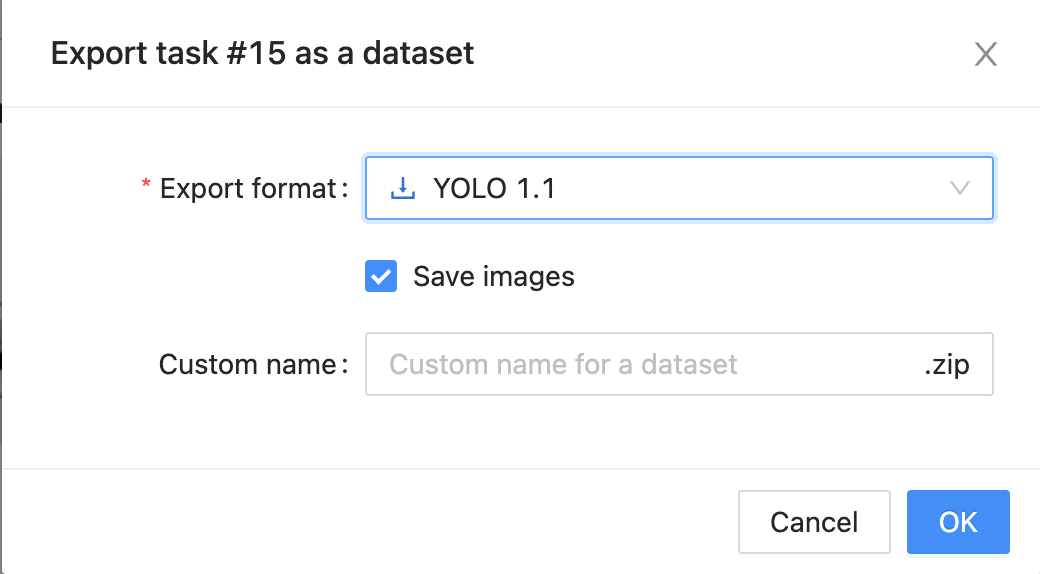 Export task #15 as a dataset
* Export format: YOLO 1.1
Save images
Custom name: Custom name for a dataset .zip
Cancel OK